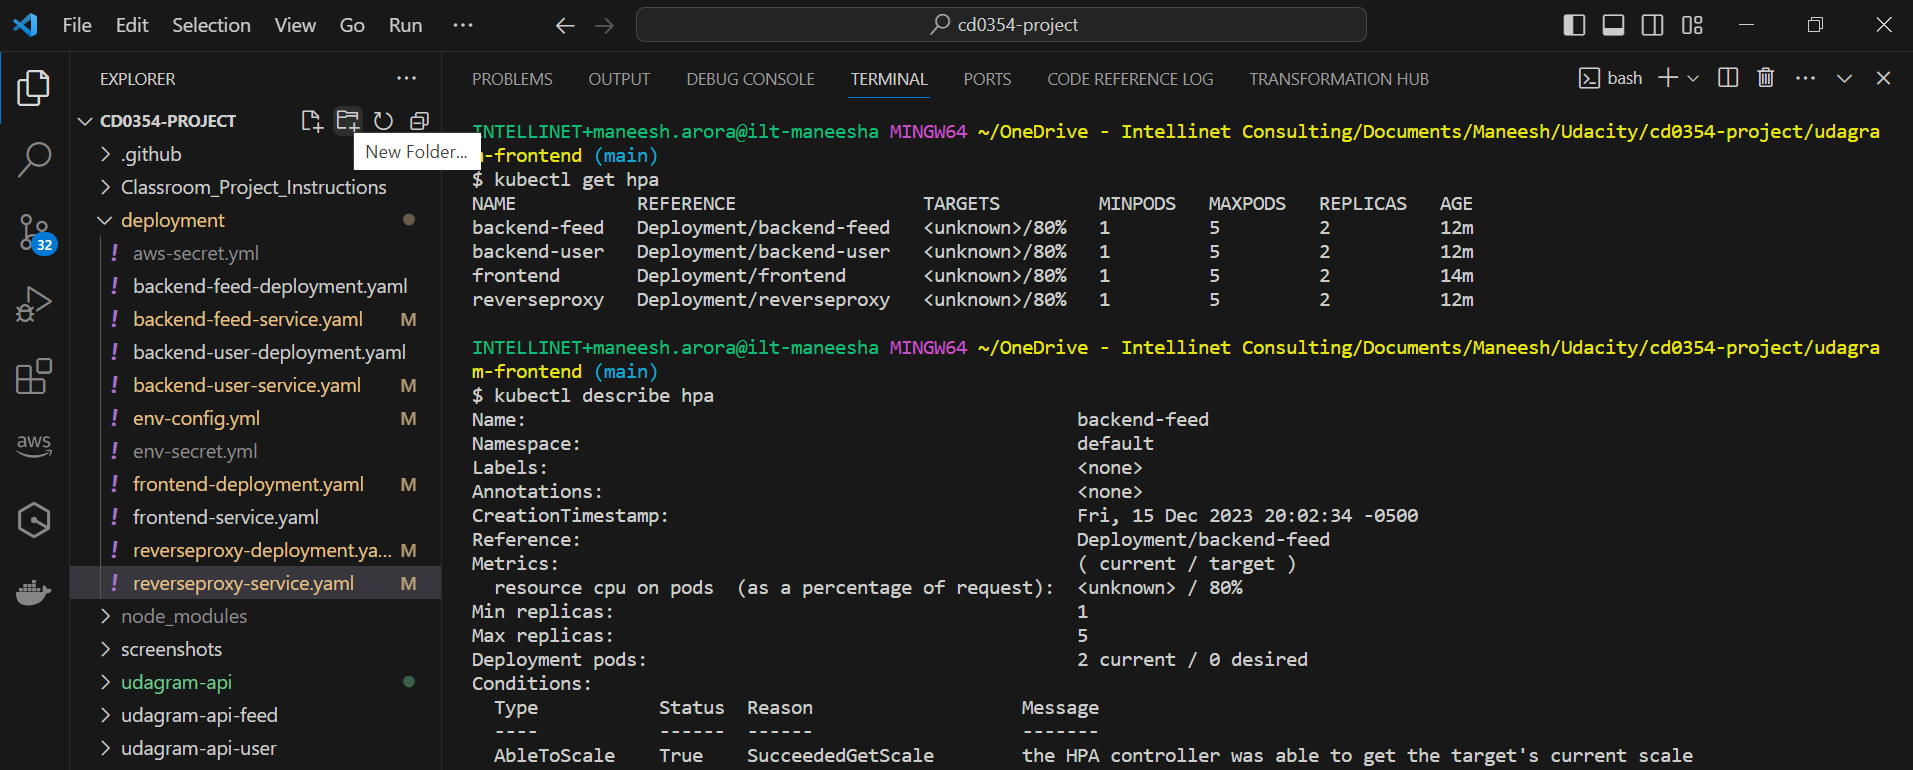 File Edit Selection View Go Run ··· cd0354-project
EXPLORER ···
CD0354-PROJECT
New Folder...
.github
Classroom_Project_Instructions
deployment
! aws-secret.yml
! backend-feed-deployment.yaml
! backend-feed-service.yaml M
! backend-user-deployment.yaml
! backend-user-service.yaml M
! env-config.yml M
! env-secret.yml
! frontend-deployment.yaml M
! frontend-service.yaml
! reverseproxy-deployment.ya... M
! reverseproxy-service.yaml M
node_modules
screenshots
udagram-api
udagram-api-feed
udagram-api-user
32
aws
PROBLEMS OUTPUT DEBUG CONSOLE TERMINAL PORTS CODE REFERENCE LOG TRANSFORMATION HUB bash ···
INTELLINET+maneesh.arora@ilt-maneesha MINGW64 ~/OneDrive - Intellinet Consulting/Documents/Maneesh/Udacity/cd0354-project/udagra
m-frontend (main)
$ kubectl get hpa
NAME REFERENCE TARGETS MINPODS MAXPODS REPLICAS AGE
backend-feed Deployment/backend-feed <unknown>/80% 1 5 2 12m
backend-user Deployment/backend-user <unknown>/80% 1 5 2 12m
frontend Deployment/frontend <unknown>/80% 1 5 2 14m
reverseproxy Deployment/reverseproxy <unknown>/80% 1 5 2 12m
INTELLINET+maneesh.arora@ilt-maneesha MINGW64 ~/OneDrive - Intellinet Consulting/Documents/Maneesh/Udacity/cd0354-project/udagra
m-frontend (main)
$ kubectl describe hpa
Name: backend-feed
Namespace: default
Labels: <none>
Annotations: <none>
CreationTimestamp: Fri, 15 Dec 2023 20:02:34 -0500
Reference: Deployment/backend-feed
Metrics: ( current / target )
resource cpu on pods (as a percentage of request): <unknown> / 80%
Min replicas: 1
Max replicas: 5
Deployment pods: 2 current / 0 desired
Conditions:
Type Status Reason Message
---- ------ ------ -------
AbleToScale True SucceededGetScale the HPA controller was able to get the target's current scale